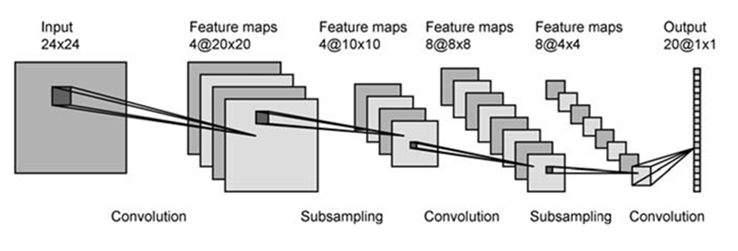 Input
24x24
Feature maps
4@20x20
Feature maps
4@10x10
Feature maps
8@8x8
Feature maps
8@4x4
Output
20@1x1
Convolution
Subsampling
Convolution
Subsampling
Convolution